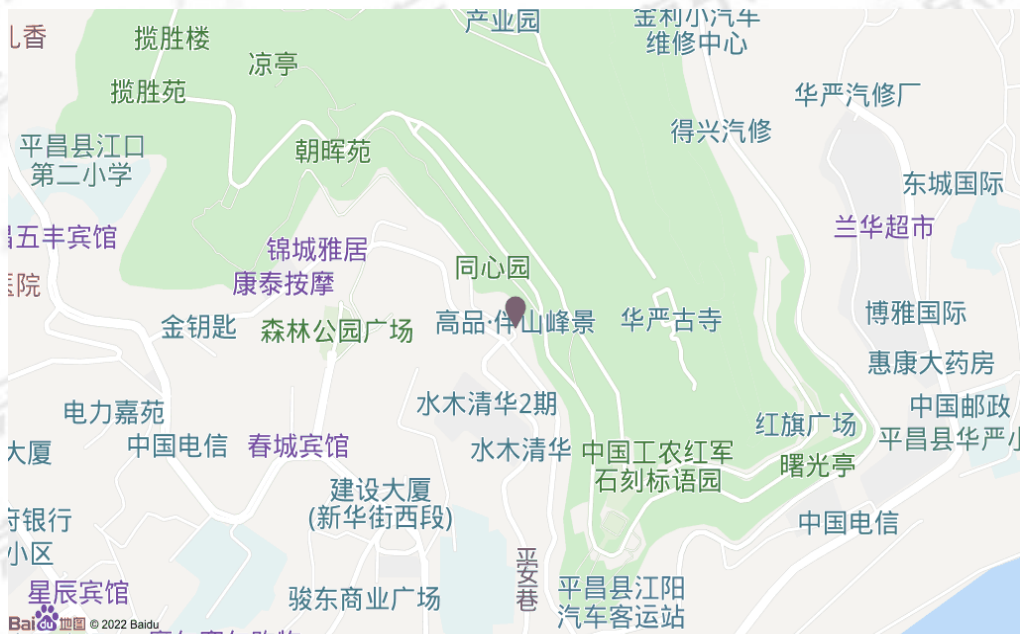 产业园
金利小汽车
维修中心
香
揽胜楼
凉亭
揽胜苑
华严汽修厂
得兴汽修
平昌县江口
第二小学
朝晖苑
东城国际
兰华超市
五丰宾馆
锦城雅居
康泰按摩
同心园
医院
金钥匙
森林公园广场
高品·伴山峰景
华严古寺
博雅国际
惠康大药房
水木清华2期
电力嘉苑
中国电信
春城宾馆
水木清华
中国工农红军
石刻标语园
红旗广场
曙光亭
中国邮政
平昌县华严小
大厦
建设大厦
(新华街西段)
中国电信
银行
小区
平安巷
星辰宾馆
骏东商业广场
平昌县江阳
汽车客运站
Bai du 地图 © 2022 Baidu